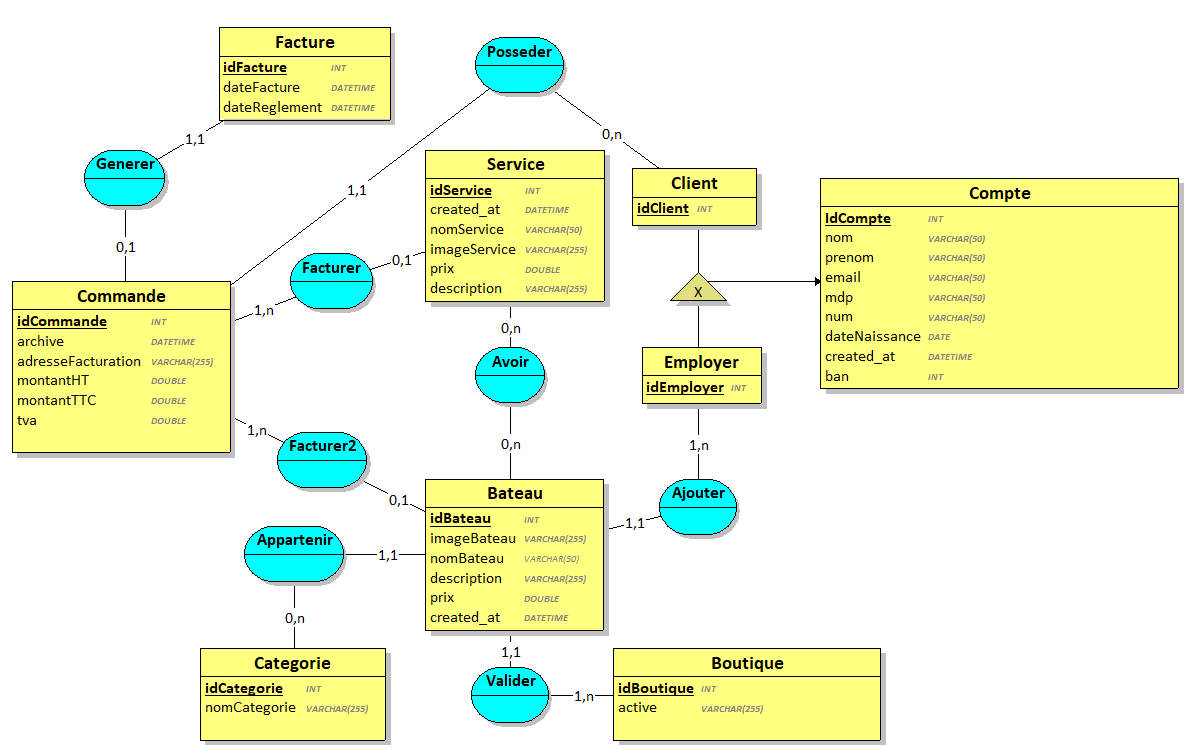 Facture
idFacture INT
dateFacture DATETIME
dateReglement DATETIME
Posseder
1,1
0,n
Generer
Service
idService INT
created_at DATETIME
nomService VARCHAR(50)
imageService VARCHAR(255)
prix DOUBLE
description VARCHAR(255)
Client
idClient INT
Compte
IdCompte INT
nom VARCHAR(50)
prenom VARCHAR(50)
email VARCHAR(50)
mdp VARCHAR(50)
num VARCHAR(50)
dateNaissance DATE
created_at DATETIME
ban INT
1,1
0,1
Facturer
0,1
1,n
X
Commande
idCommande INT
archive DATETIME
adresseFacturation VARCHAR(255)
montantHT DOUBLE
montantTTC DOUBLE
tva DOUBLE
0,n
Avoir
0,n
Employer
idEmployer INT
1,n
Ajouter
1,1
1,n
Facturer2
0,1
Bateau
idBateau INT
imageBateau VARCHAR(255)
nomBateau VARCHAR(50)
description VARCHAR(255)
prix DOUBLE
created_at DATETIME
Appartenir
1,1
0,n
1,1
Categorie
idCategorie INT
nomCategorie VARCHAR(255)
Valider
1,n
Boutique
idBoutique INT
active VARCHAR(255)